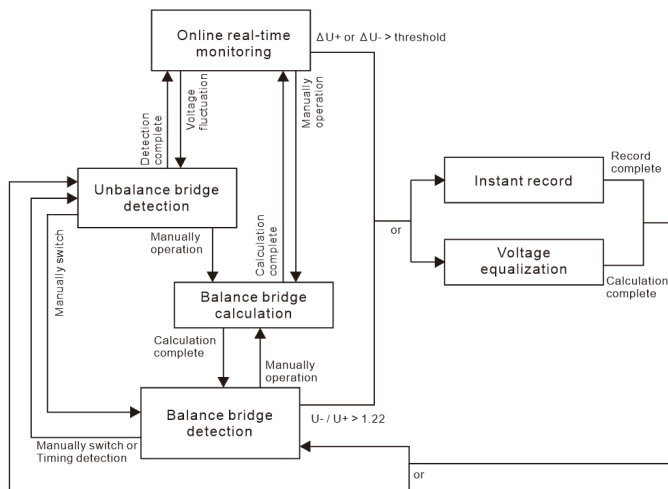 Online real-time
monitoring
ΔU+ or ΔU- > threshold
Detection
complete
Voltage
fluctuation
Manually
operation
Calculation
complete
Unbalance bridge
detection
Manually
operation
Manually switch
Balance bridge
calculation
Calculation
complete
Manually
operation
Balance bridge
detection
U- / U+ > 1.22
Manually switch or
Timing detection
or
Instant record
Record
complete
Voltage
equalization
Calculation
complete
or